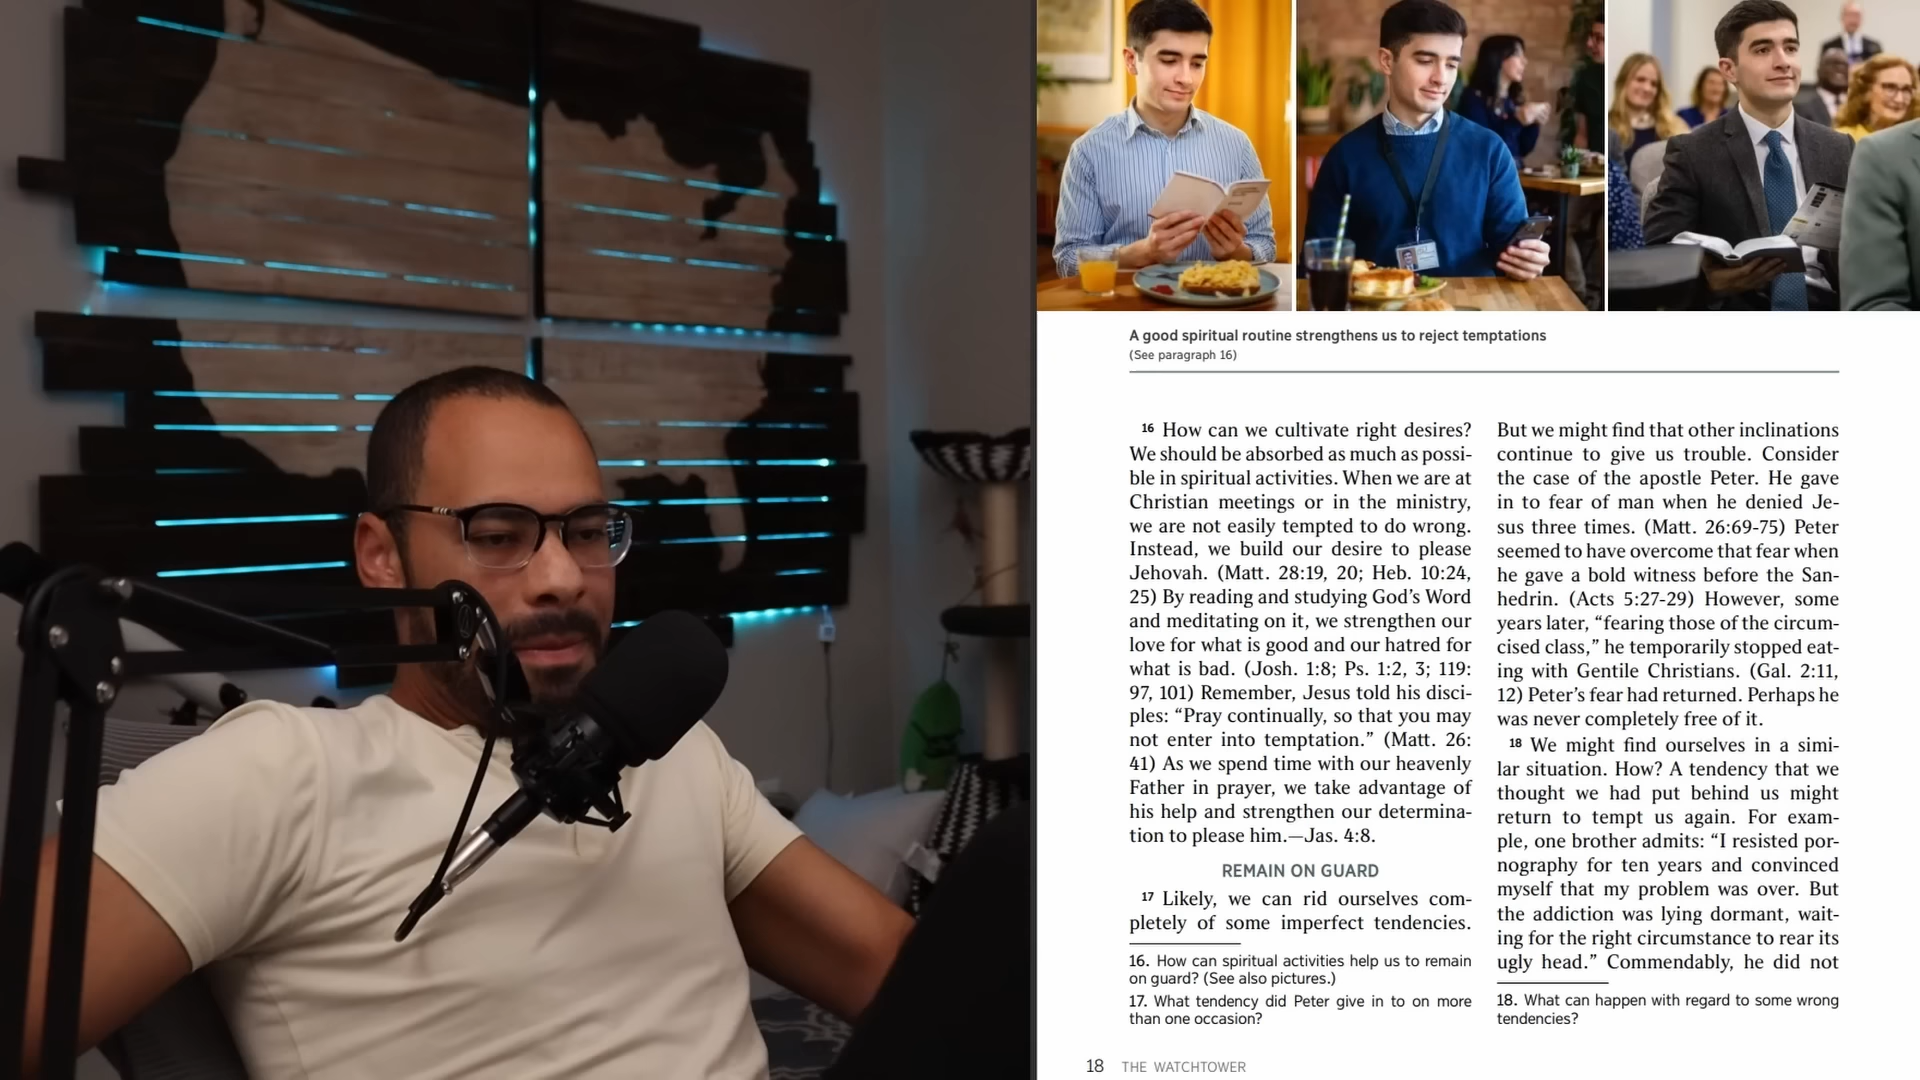 A good spiritual routine strengthens us to reject temptations
(See paragraph 16)
16 How can we cultivate right desires?
We should be absorbed as much as possi-
ble in spiritual activities. When we are at
Christian meetings or in the ministry,
we are not easily tempted to do wrong.
Instead, we build our desire to please
Jehovah. (Matt. 28:19, 20; Heb. 10:24,
25) By reading and studying God’s Word
and meditating on it, we strengthen our
love for what is good and our hatred for
what is bad. (Josh. 1:8; Ps. 1:2, 3; 119:
97, 101) Remember, Jesus told his disci-
ples: “Pray continually, so that you may
not enter into temptation.” (Matt. 26:
41) As we spend time with our heavenly
Father in prayer, we take advantage of
his help and strengthen our determina-
tion to please him.—Jas. 4:8.
REMAIN ON GUARD
17 Likely, we can rid ourselves com-
pletely of some imperfect tendencies.
16. How can spiritual activities help us to remain
on guard? (See also pictures.)
17. What tendency did Peter give in to on more
than one occasion?
But we might find that other inclinations
continue to give us trouble. Consider
the case of the apostle Peter. He gave
in to fear of man when he denied Je-
sus three times. (Matt. 26:69-75) Peter
seemed to have overcome that fear when
he gave a bold witness before the San-
hedrin. (Acts 5:27-29) However, some
years later, “fearing those of the circum-
cised class,” he temporarily stopped eat-
ing with Gentile Christians. (Gal. 2:11,
12) Peter’s fear had returned. Perhaps he
was never completely free of it.
18 We might find ourselves in a simi-
lar situation. How? A tendency that we
thought we had put behind us might
return to tempt us again. For exam-
ple, one brother admits: “I resisted por-
nography for ten years and convinced
myself that my problem was over. But
the addiction was lying dormant, wait-
ing for the right circumstance to rear its
ugly head.” Commendably, he did not
18. What can happen with regard to some wrong
tendencies?
18 THE WATCHTOWER